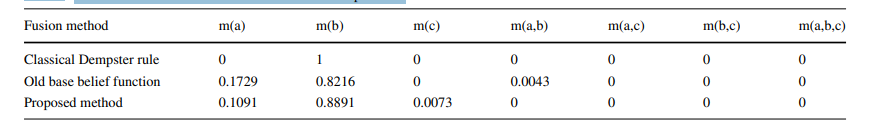 Fusion method m(a) m(b) m(c) m(a,b) m(a,c) m(b,c) m(a,b,c)
Classical Dempster rule 0 1 0 0 0 0 0
Old base belief function 0.1729 0.8216 0 0.0043 0 0 0
Proposed method 0.1091 0.8891 0.0073 0 0 0 0